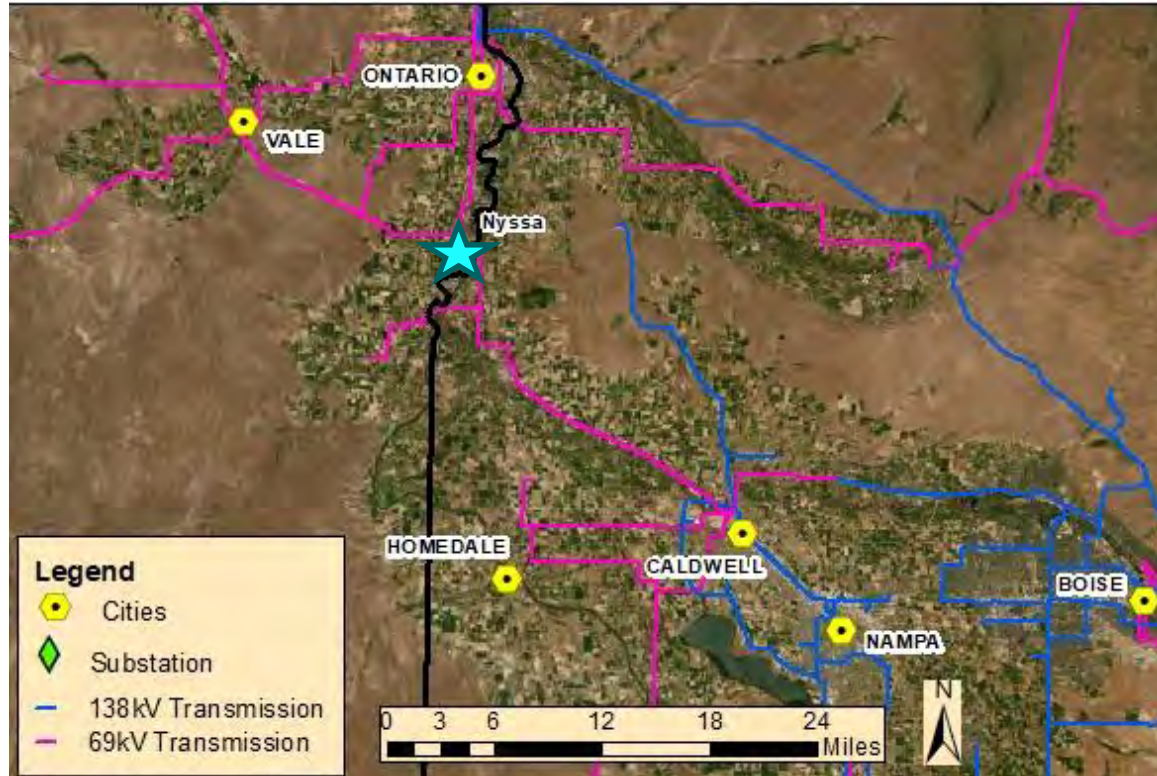 ONTARIO
VALE
Nyssa
HOMEDALE
CALDWELL
BOISE
NAMPA
Legend
Cities
Substation
138kV Transmission
69kV Transmission
0 3 6 12 18 24
Miles
N